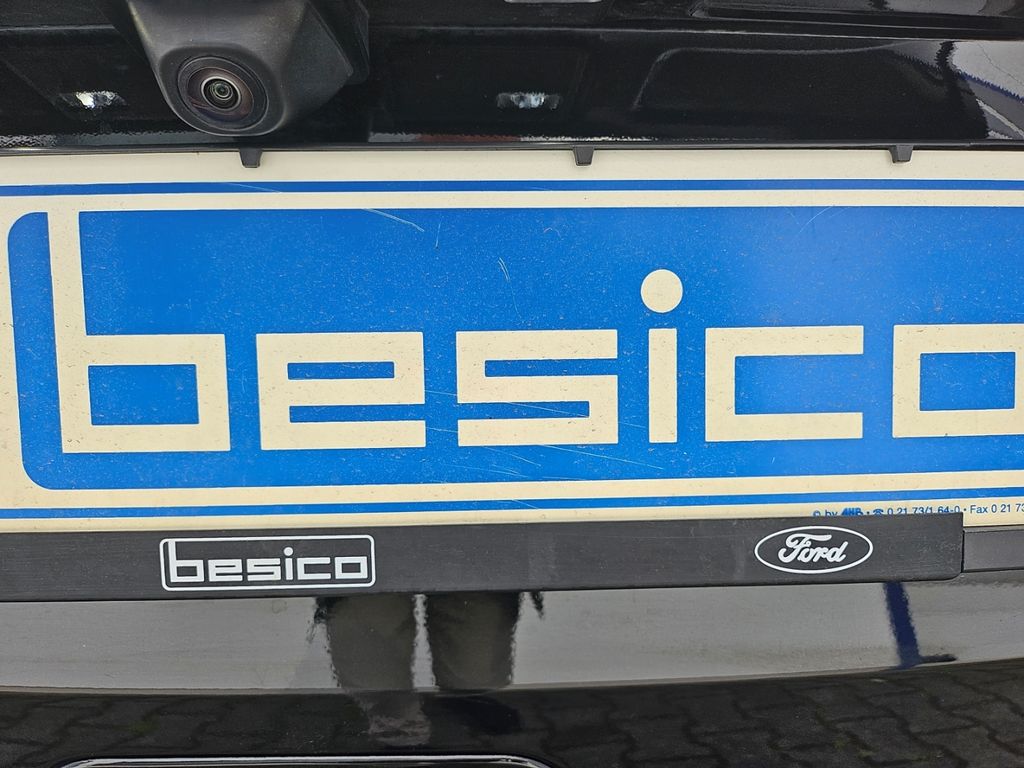 besico
© by AHB · ☎ 0 21 73/1 64-0 · Fax 0 21 73
besico
Ford